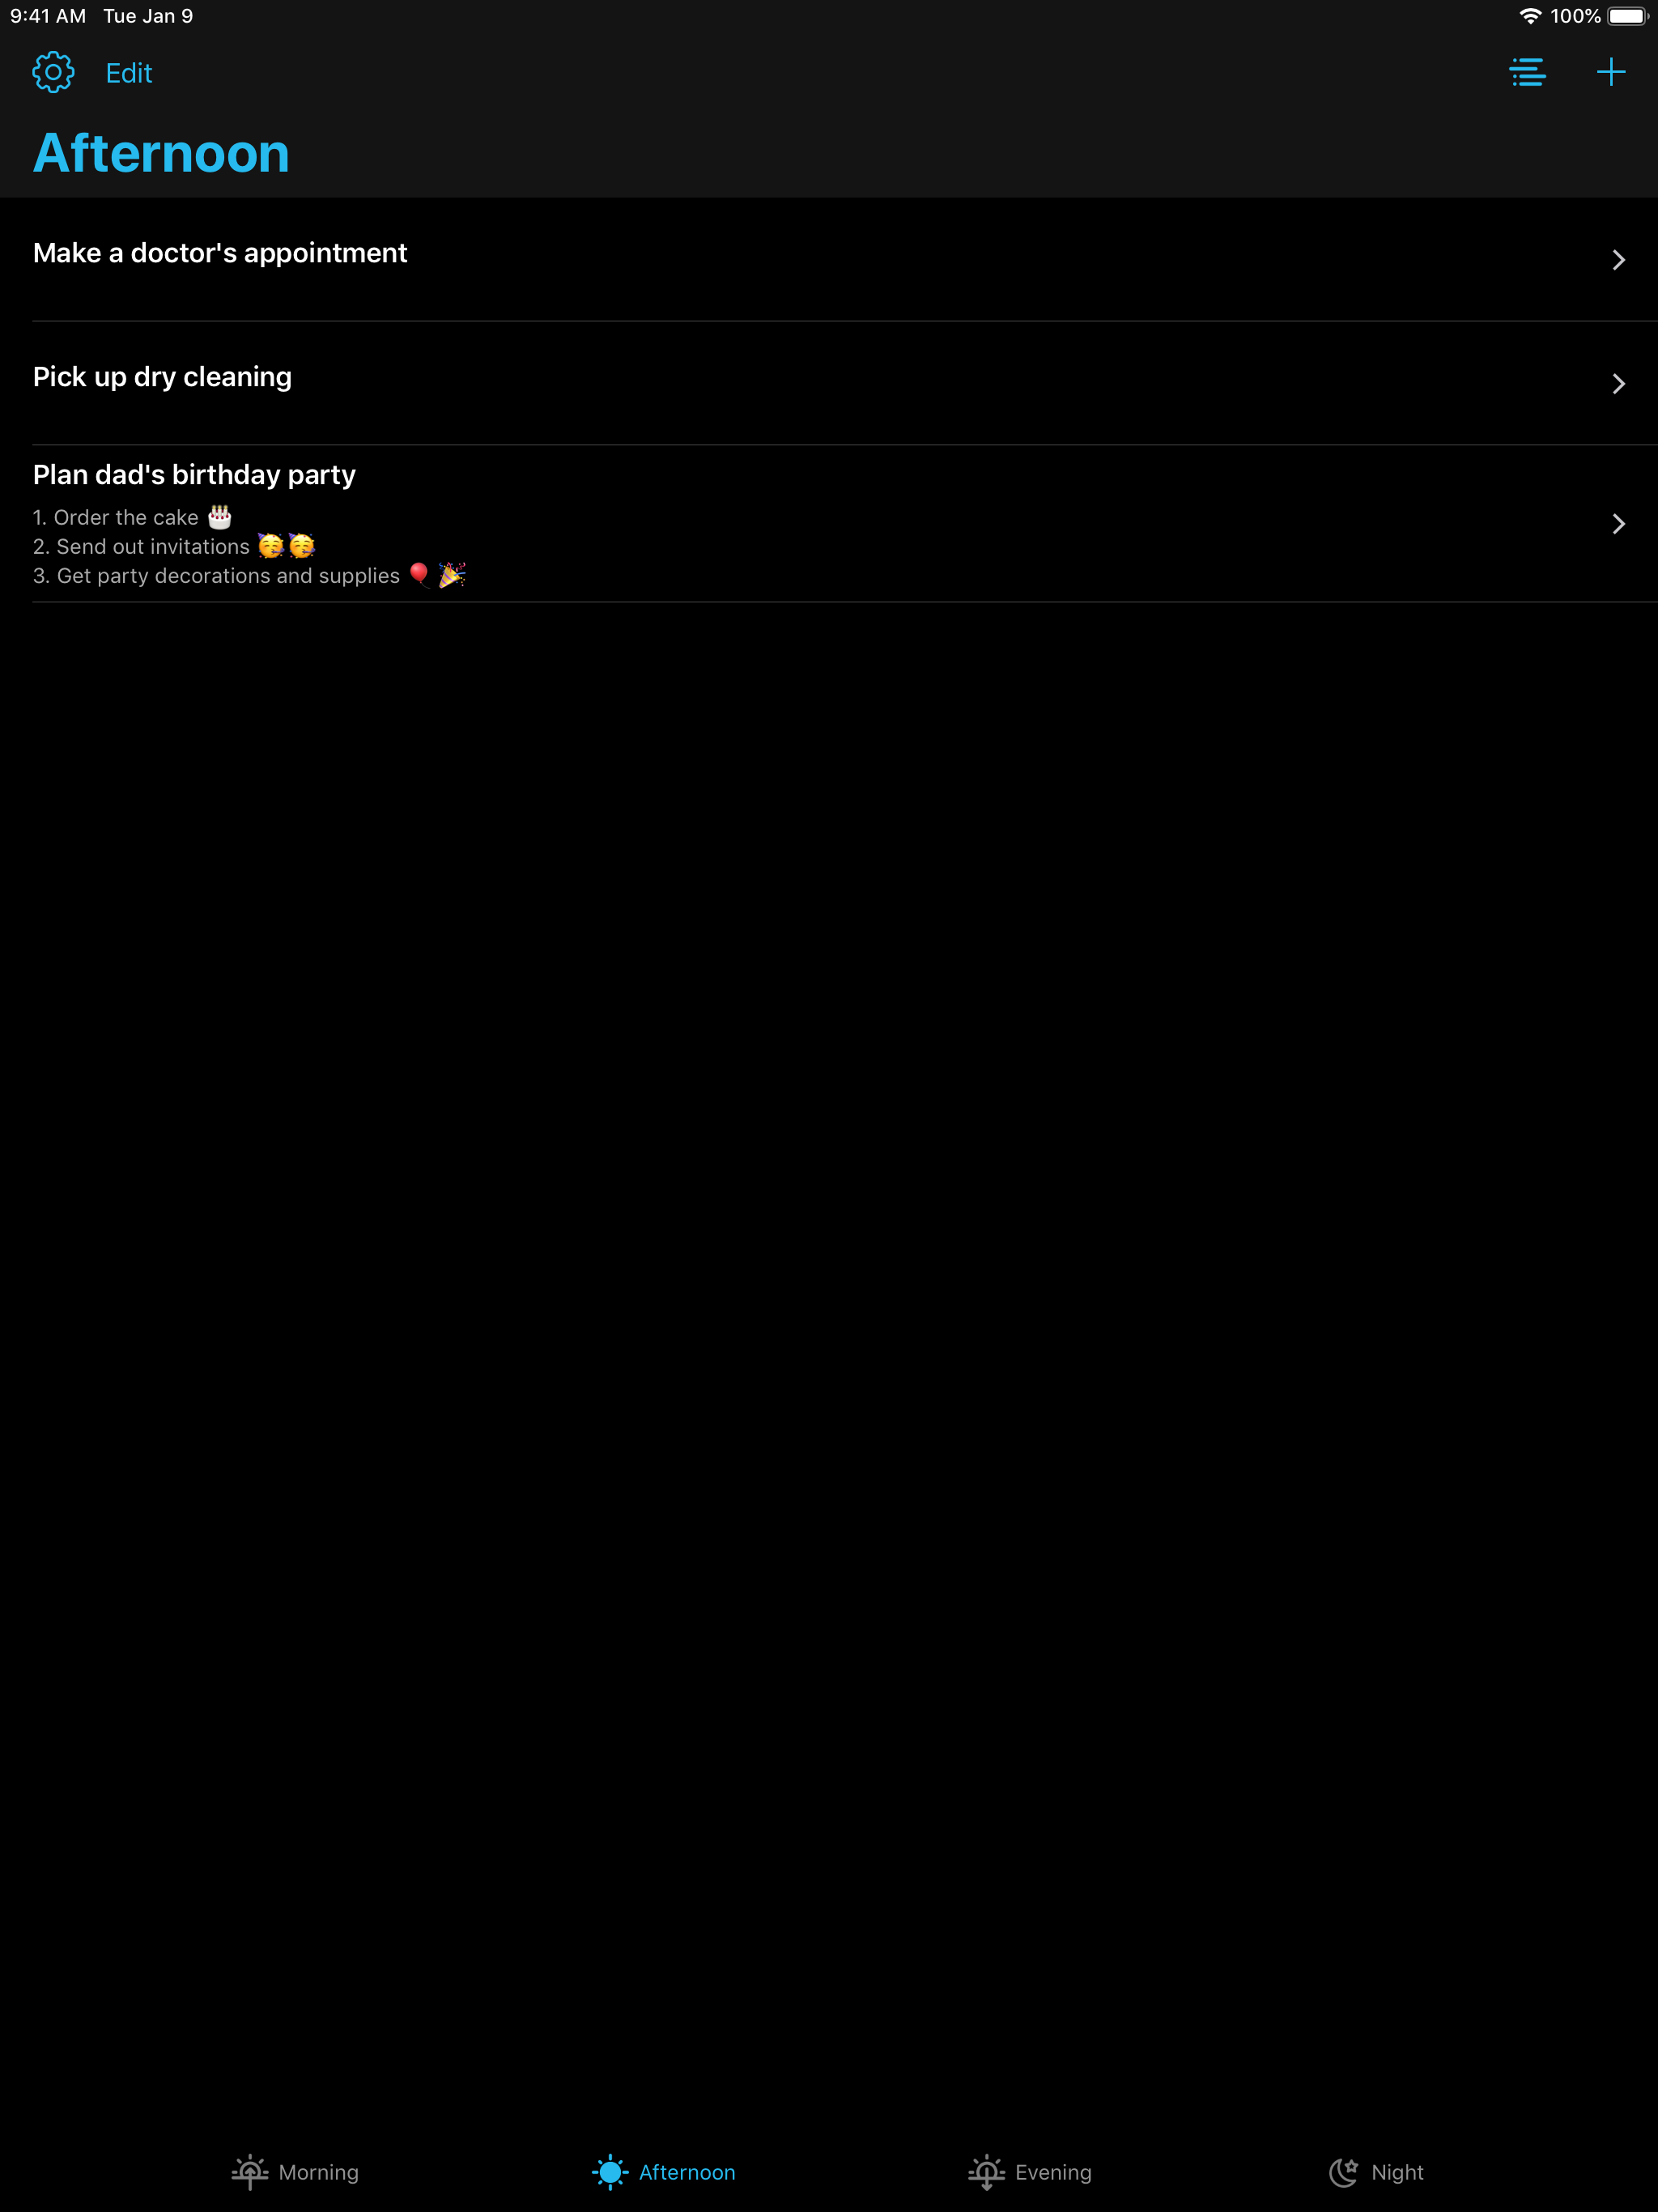 9:41 AM Tue Jan 9
100%
Edit
Afternoon
Make a doctor's appointment
Pick up dry cleaning
Plan dad's birthday party
1. Order the cake 🎂
2. Send out invitations 🥳🥳
3. Get party decorations and supplies 🎈🎉
Morning
Afternoon
Evening
Night